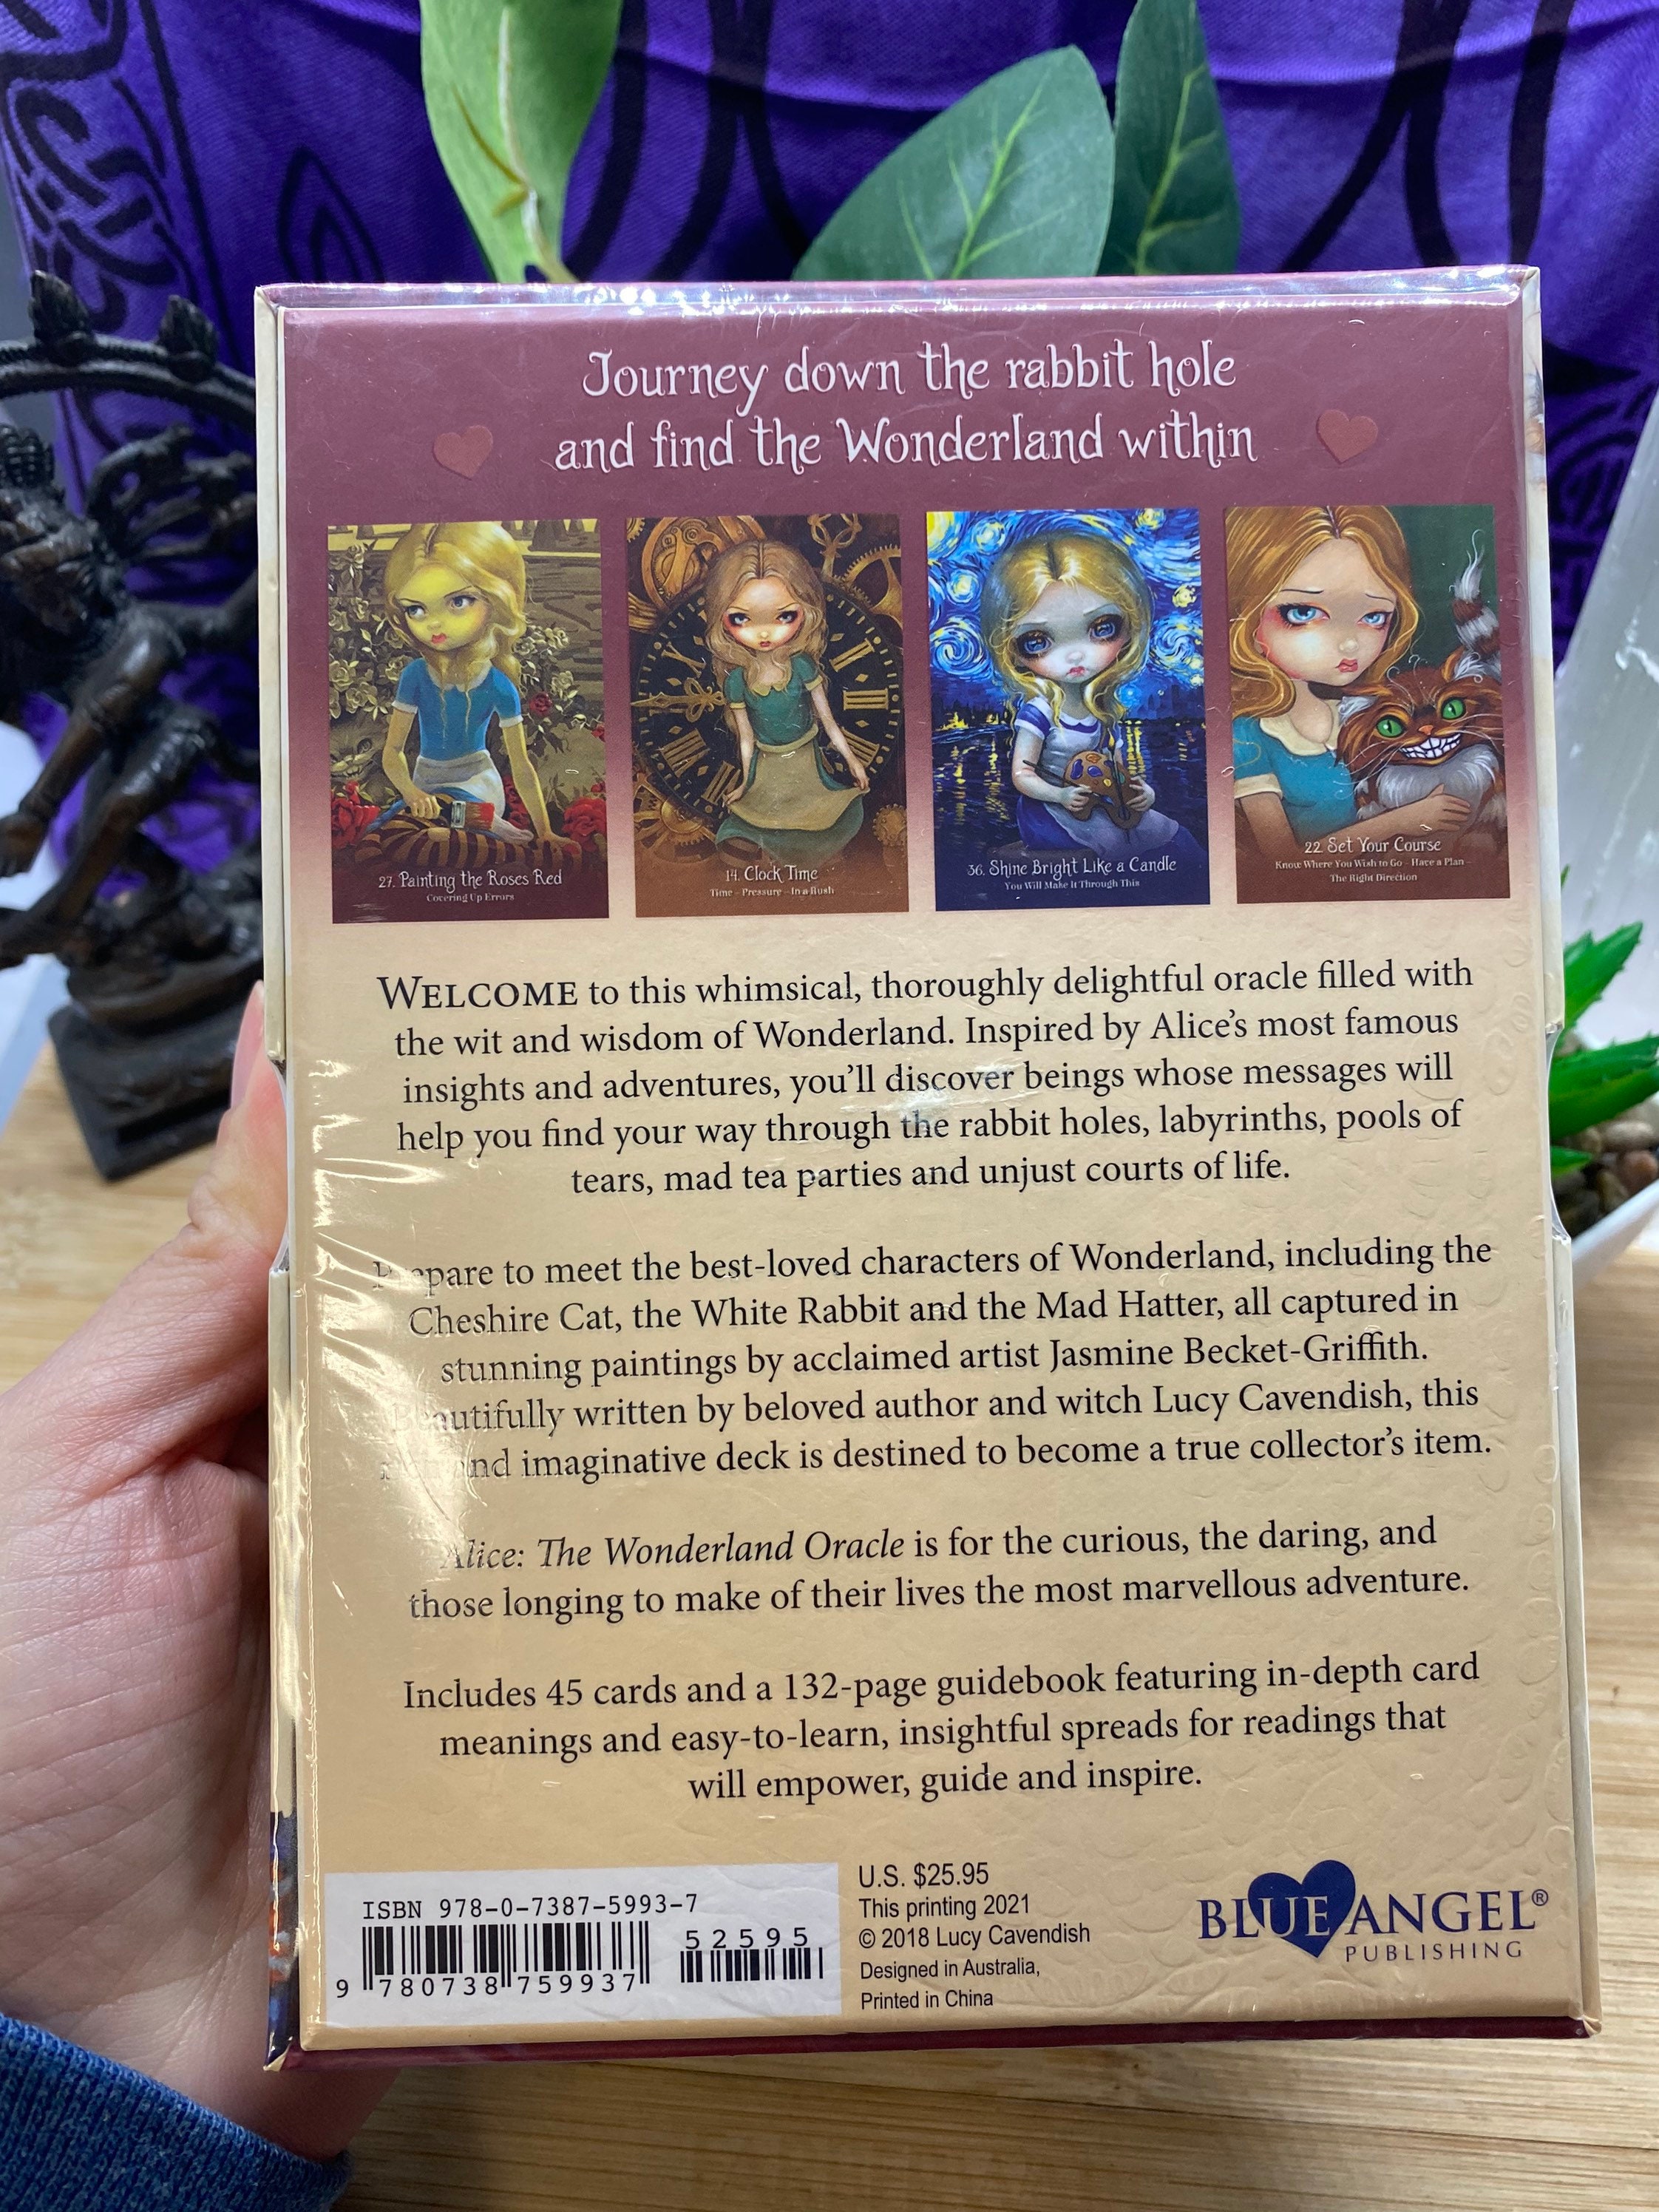 Journey down the rabbit hole
and find the Wonderland within
27. Painting the Roses Red
Covering Up Errors
14. Clock Time
Time - Pressure - In a Rush
36. Shine Bright Like a Candle
You Will Make It Through This
22. Set Your Course
Know Where You Wish to Go - Have a Plan -
The Right Direction
WELCOME to this whimsical, thoroughly delightful oracle filled with
the wit and wisdom of Wonderland. Inspired by Alice's most famous
insights and adventures, you'll discover beings whose messages will
help you find your way through the rabbit holes, labyrinths, pools of
tears, mad tea parties and unjust courts of life.
Prepare to meet the best-loved characters of Wonderland, including the
Cheshire Cat, the White Rabbit and the Mad Hatter, all captured in
stunning paintings by acclaimed artist Jasmine Becket-Griffith.
Beautifully written by beloved author and witch Lucy Cavendish, this
and imaginative deck is destined to become a true collector's item.
Alice: The Wonderland Oracle is for the curious, the daring, and
those longing to make of their lives the most marvellous adventure.
Includes 45 cards and a 132-page guidebook featuring in-depth card
meanings and easy-to-learn, insightful spreads for readings that
will empower, guide and inspire.
ISBN 978-0-7387-5993-7
52595
9 780738 759937
U.S. $25.95
This printing 2021
© 2018 Lucy Cavendish
Designed in Australia,
Printed in China
BLUE ANGEL®
PUBLISHING